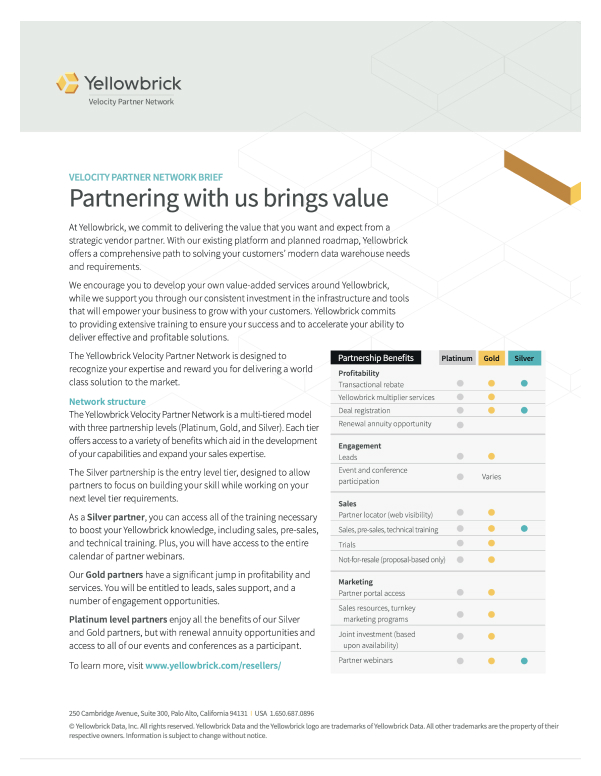 Yellowbrick
Velocity Partner Network
VELOCITY PARTNER NETWORK BRIEF
Partnering with us brings value
At Yellowbrick, we commit to delivering the value that you want and expect from a
strategic vendor partner. With our existing platform and planned roadmap, Yellowbrick
offers a comprehensive path to solving your customers’ modern data warehouse needs
and requirements.
We encourage you to develop your own value-added services around Yellowbrick,
while we support you through our consistent investment in the infrastructure and tools
that will empower your business to grow with your customers. Yellowbrick commits
to providing extensive training to ensure your success and to accelerate your ability to
deliver effective and profitable solutions.
The Yellowbrick Velocity Partner Network is designed to
recognize your expertise and reward you for delivering a world
class solution to the market.
Network structure
The Yellowbrick Velocity Partner Network is a multi-tiered model
with three partnership levels (Platinum, Gold, and Silver). Each tier
offers access to a variety of benefits which aid in the development
of your capabilities and expand your sales expertise.
The Silver partnership is the entry level tier, designed to allow
partners to focus on building your skill while working on your
next level tier requirements.
As a Silver partner, you can access all of the training necessary
to boost your Yellowbrick knowledge, including sales, pre-sales,
and technical training. Plus, you will have access to the entire
calendar of partner webinars.
Our Gold partners have a significant jump in profitability and
services. You will be entitled to leads, sales support, and a
number of engagement opportunities.
Platinum level partners enjoy all the benefits of our Silver
and Gold partners, but with renewal annuity opportunities and
access to all of our events and conferences as a participant.
To learn more, visit www.yellowbrick.com/resellers/
Partnership Benefits Platinum Gold Silver
Profitability
Transactional rebate
Yellowbrick multiplier services
Deal registration
Renewal annuity opportunity
Engagement
Leads
Event and conference
participation Varies
Sales
Partner locator (web visibility)
Sales, pre-sales, technical training
Trials
Not-for-resale (proposal-based only)
Marketing
Partner portal access
Sales resources, turnkey
marketing programs
Joint investment (based
upon availability)
Partner webinars
250 Cambridge Avenue, Suite 300, Palo Alto, California 94131 | USA 1.650.687.0896
© Yellowbrick Data, Inc. All rights reserved. Yellowbrick Data and the Yellowbrick logo are trademarks of Yellowbrick Data. All other trademarks are the property of their
respective owners. Information is subject to change without notice.